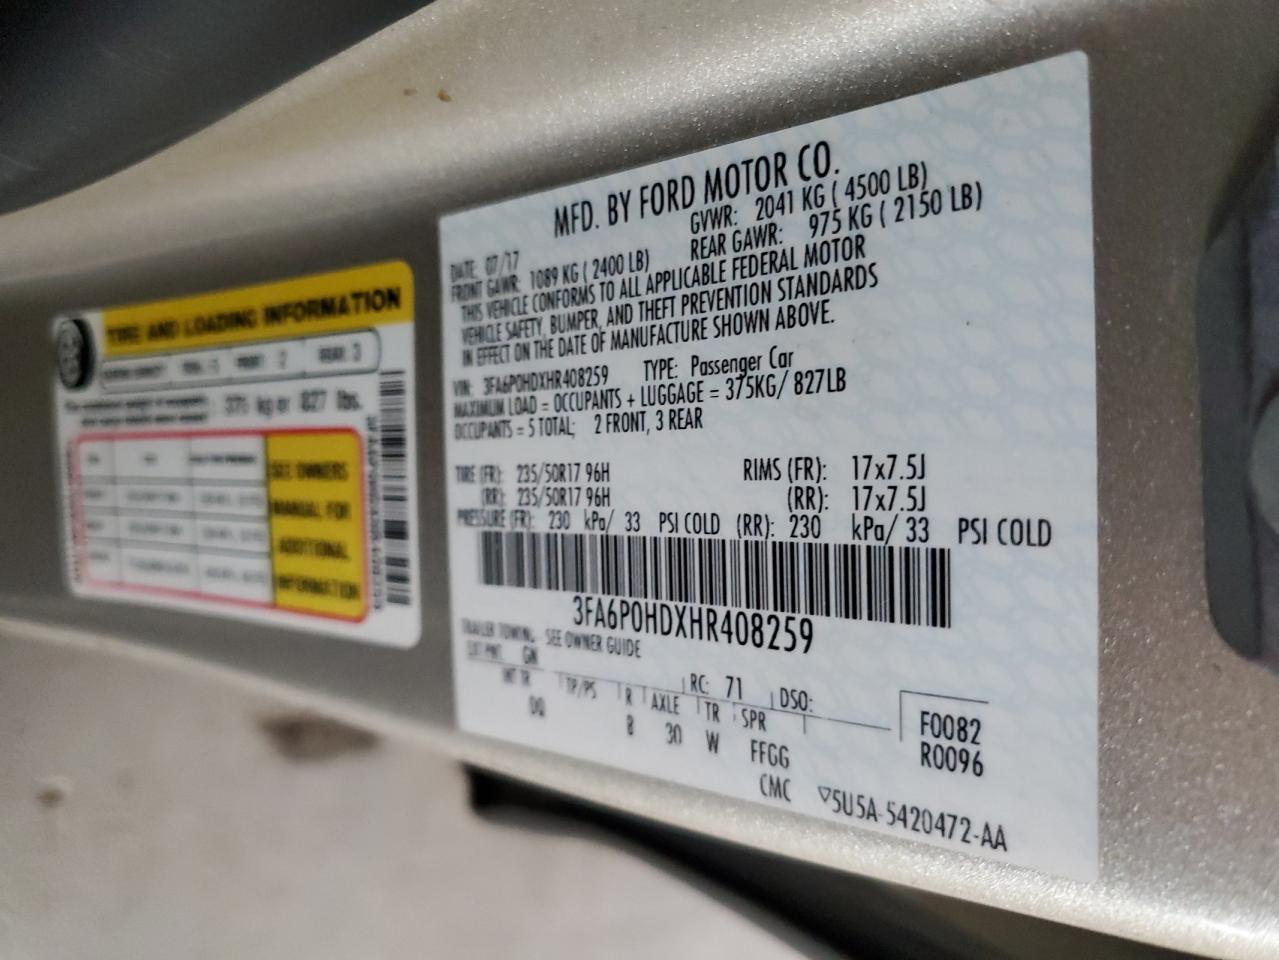 TIRE AND LOADING INFORMATION
REAR: 3
375 kg or 827 lbs.
SEE OWNERS
MANUAL FOR
ADDITIONAL
INFORMATION
MFD. BY FORD MOTOR CO.
DATE: 07/17 GVWR: 2041 KG ( 4500 LB)
FRONT GAWR: 1089 KG ( 2400 LB) REAR GAWR: 975 KG ( 2150 LB)
THIS VEHICLE CONFORMS TO ALL APPLICABLE FEDERAL MOTOR
VEHICLE SAFETY, BUMPER, AND THEFT PREVENTION STANDARDS
IN EFFECT ON THE DATE OF MANUFACTURE SHOWN ABOVE.
VIN: 3FA6P0HDXHR408259 TYPE: Passenger Car
MAXIMUM LOAD = OCCUPANTS + LUGGAGE = 375KG/ 827LB
OCCUPANTS = 5 TOTAL; 2 FRONT, 3 REAR
TIRE (FR): 235/50R17 96H RIMS (FR): 17x7.5J
(RR): 235/50R17 96H (RR): 17x7.5J
PRESSURE (FR): 230 kPa/ 33 PSI COLD (RR): 230 kPa/ 33 PSI COLD
3FA6P0HDXHR408259
TRAILER TOWING- SEE OWNER GUIDE
EXT PNT: GN RC: 71 DSO:
INT TR TP/PS R AXLE TR SPR F0082
DQ 8 30 W FFGG R0096
CMC ▽5U5A-5420472-AA